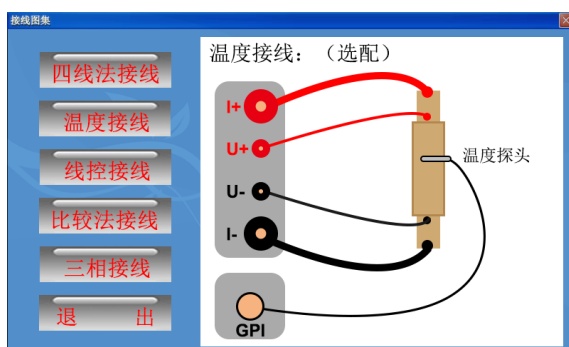 接线图集
四线法接线
温度接线
线控接线
比较法接线
三相接线
退 出
温度接线：（选配）
I+
U+
U-
I-
温度探头
GPI